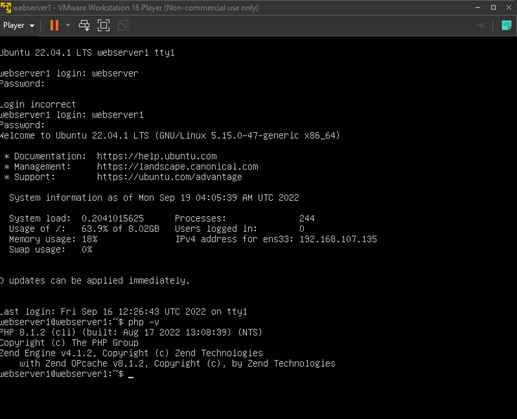 webserver1 - VMware Workstation 16 Player (Non-commercial use only)
Player
Ubuntu 22.04.1 LTS webserver1 tty1
webserver1 login: webserver
Password:
Login incorrect
webserver1 login: webserver1
Password:
Welcome to Ubuntu 22.04.1 LTS (GNU/Linux 5.15.0-47-generic x86_64)
* Documentation: https://help.ubuntu.com
* Management: https://landscape.canonical.com
* Support: https://ubuntu.com/advantage
System information as of Mon Sep 19 04:05:39 AM UTC 2022
System load: 0.2041015625 Processes: 244
Usage of /: 63.9% of 8.02GB Users logged in: 0
Memory usage: 18% IPv4 address for ens33: 192.168.107.135
Swap usage: 0%
0 updates can be applied immediately.
Last login: Fri Sep 16 12:26:43 UTC 2022 on tty1
webserver1@webserver1:~$ php -v
PHP 8.1.2 (cli) (built: Aug 17 2022 13:08:39) (NTS)
Copyright (c) The PHP Group
Zend Engine v4.1.2, Copyright (c) Zend Technologies
with Zend OPcache v8.1.2, Copyright (c), by Zend Technologies
webserver1@webserver1:~$ _